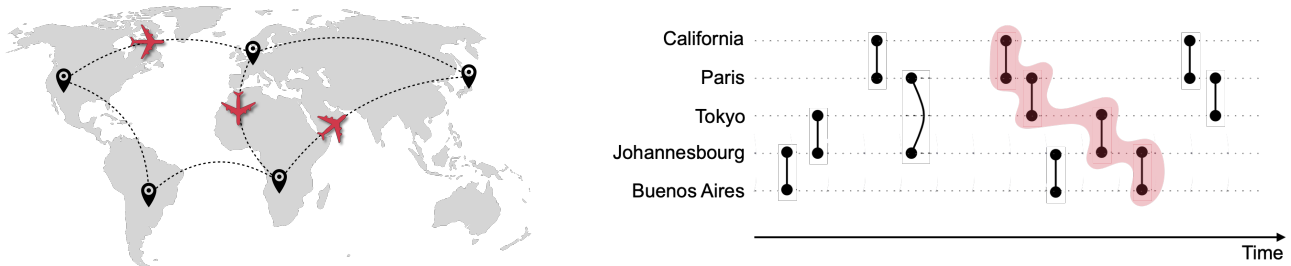 California
Paris
Tokyo
Johannesbourg
Buenos Aires
Time